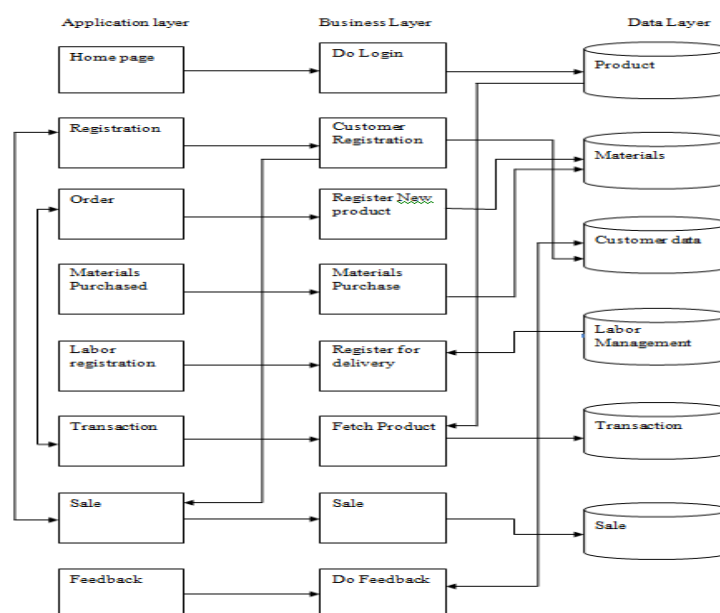 Application layer
Business Layer
Data Layer
Home page
Do Login
Product
Registration
Customer
Registration
Materials
Order
Register New
product
Customer data
Materials
Purchased
Materials
Purchase
Labor
Management
Labor
registration
Register for
delivery
Transaction
Fetch Product
Transaction
Sale
Sale
Sale
Feedback
Do Feedback